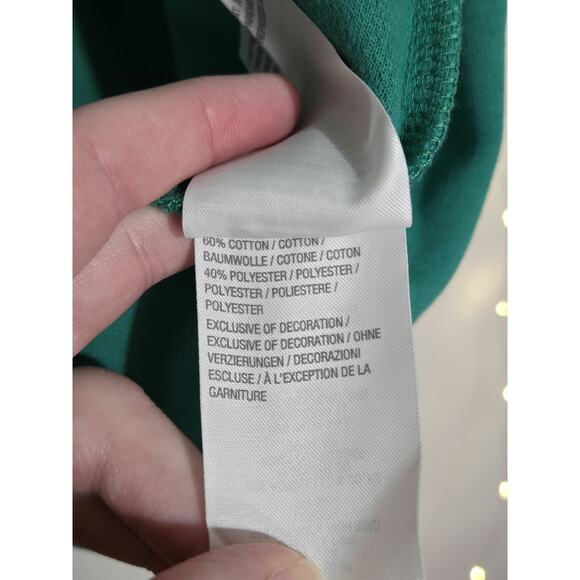 60% COTTON / COTTON /
BAUMWOLLE / COTONE / COTON
40% POLYESTER / POLYESTER /
POLYESTER / POLIESTERE /
POLYESTER
EXCLUSIVE OF DECORATION /
EXCLUSIVE OF DECORATION / OHNE
VERZIERUNGEN / DECORAZIONI
ESCLUSE / À L'EXCEPTION DE LA
GARNITURE